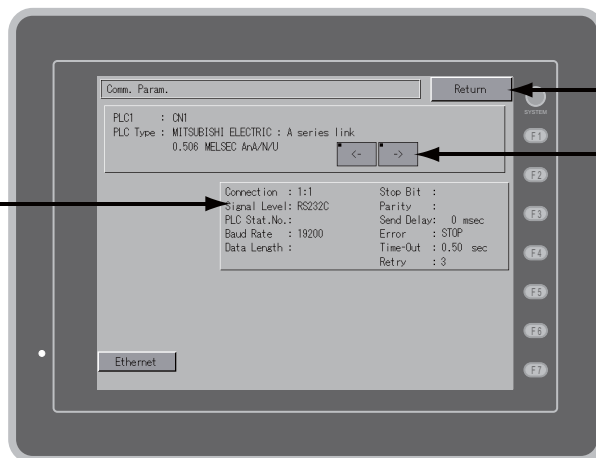 Comm. Param.
Return
SYSTEM
PLC1 : CN1
PLC Type : MITSUBISHI ELECTRIC : A series link
0.506 MELSEC AnA/N/U
<-
->
F1
F2
F3
F4
F5
F6
F7
Connection : 1:1
Signal Level: RS232C
PLC Stat.No.:
Baud Rate : 19200
Data Length :
Stop Bit :
Parity :
Send Delay: 0 msec
Error : STOP
Time-Out : 0.50 sec
Retry : 3
Ethernet